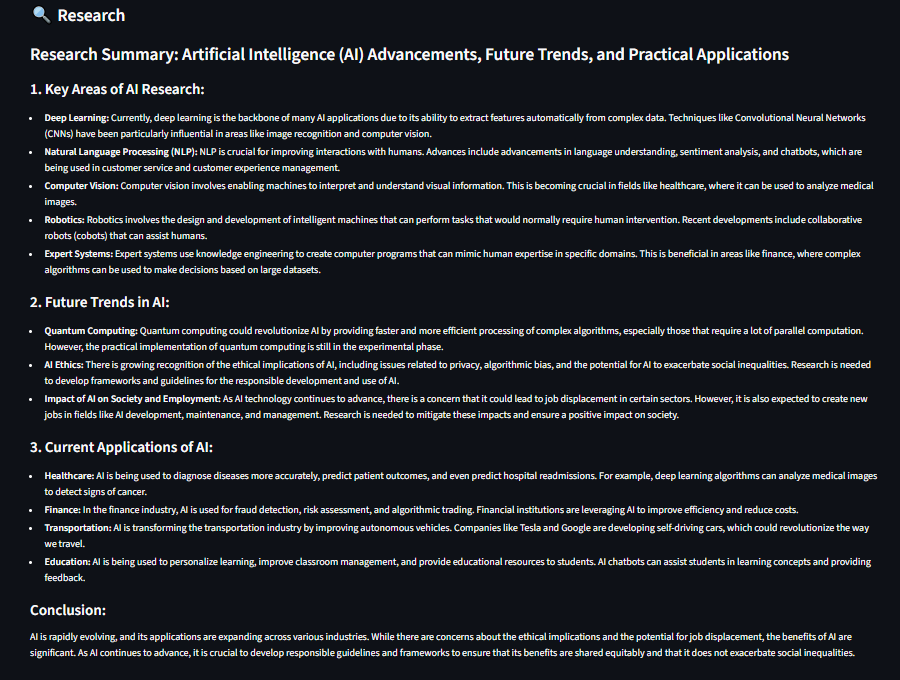 🔍 Research
Research Summary: Artificial Intelligence (AI) Advancements, Future Trends, and Practical Applications
1. Key Areas of AI Research:
• Deep Learning: Currently, deep learning is the backbone of many AI applications due to its ability to extract features automatically from complex data. Techniques like Convolutional Neural Networks
(CNNs) have been particularly influential in areas like image recognition and computer vision.
• Natural Language Processing (NLP): NLP is crucial for improving interactions with humans. Advances include advancements in language understanding, sentiment analysis, and chatbots, which are
being used in customer service and customer experience management.
• Computer Vision: Computer vision involves enabling machines to interpret and understand visual information. This is becoming crucial in fields like healthcare, where it can be used to analyze medical
images.
• Robotics: Robotics involves the design and development of intelligent machines that can perform tasks that would normally require human intervention. Recent developments include collaborative
robots (cobots) that can assist humans.
• Expert Systems: Expert systems use knowledge engineering to create computer programs that can mimic human expertise in specific domains. This is beneficial in areas like finance, where complex
algorithms can be used to make decisions based on large datasets.
2. Future Trends in AI:
• Quantum Computing: Quantum computing could revolutionize AI by providing faster and more efficient processing of complex algorithms, especially those that require a lot of parallel computation.
However, the practical implementation of quantum computing is still in the experimental phase.
• AI Ethics: There is growing recognition of the ethical implications of AI, including issues related to privacy, algorithmic bias, and the potential for AI to exacerbate social inequalities. Research is needed
to develop frameworks and guidelines for the responsible development and use of AI.
• Impact of AI on Society and Employment: As AI technology continues to advance, there is a concern that it could lead to job displacement in certain sectors. However, it is also expected to create new
jobs in fields like AI development, maintenance, and management. Research is needed to mitigate these impacts and ensure a positive impact on society.
3. Current Applications of AI:
• Healthcare: AI is being used to diagnose diseases more accurately, predict patient outcomes, and even predict hospital readmissions. For example, deep learning algorithms can analyze medical images
to detect signs of cancer.
• Finance: In the finance industry, AI is used for fraud detection, risk assessment, and algorithmic trading. Financial institutions are leveraging AI to improve efficiency and reduce costs.
• Transportation: AI is transforming the transportation industry by improving autonomous vehicles. Companies like Tesla and Google are developing self-driving cars, which could revolutionize the way
we travel.
• Education: AI is being used to personalize learning, improve classroom management, and provide educational resources to students. AI chatbots can assist students in learning concepts and providing
feedback.
Conclusion:
AI is rapidly evolving, and its applications are expanding across various industries. While there are concerns about the ethical implications and the potential for job displacement, the benefits of AI are
significant. As AI continues to advance, it is crucial to develop responsible guidelines and frameworks to ensure that its benefits are shared equitably and that it does not exacerbate social inequalities.